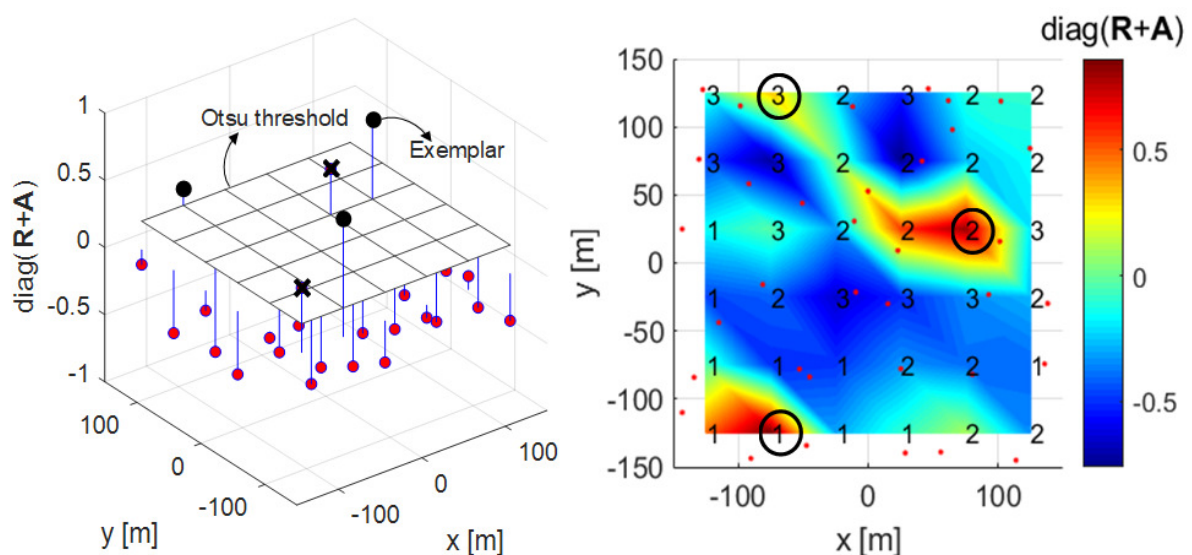 diag(R+A)
1
0.5
0
-0.5
-1
Otsu threshold
Exemplar
100
0
-100
y [m]
-100
0
100
x [m]
diag(R+A)
150
100
50
0
-50
-100
-150
y [m]
3 3 2 3 2 2
3 3 2 2 2 2
1 3 2 2 2 3
1 2 3 3 3 2
1 1 1 2 2 1
1 1 1 1 2 2
-100 0 100
x [m]
0.5
0
-0.5